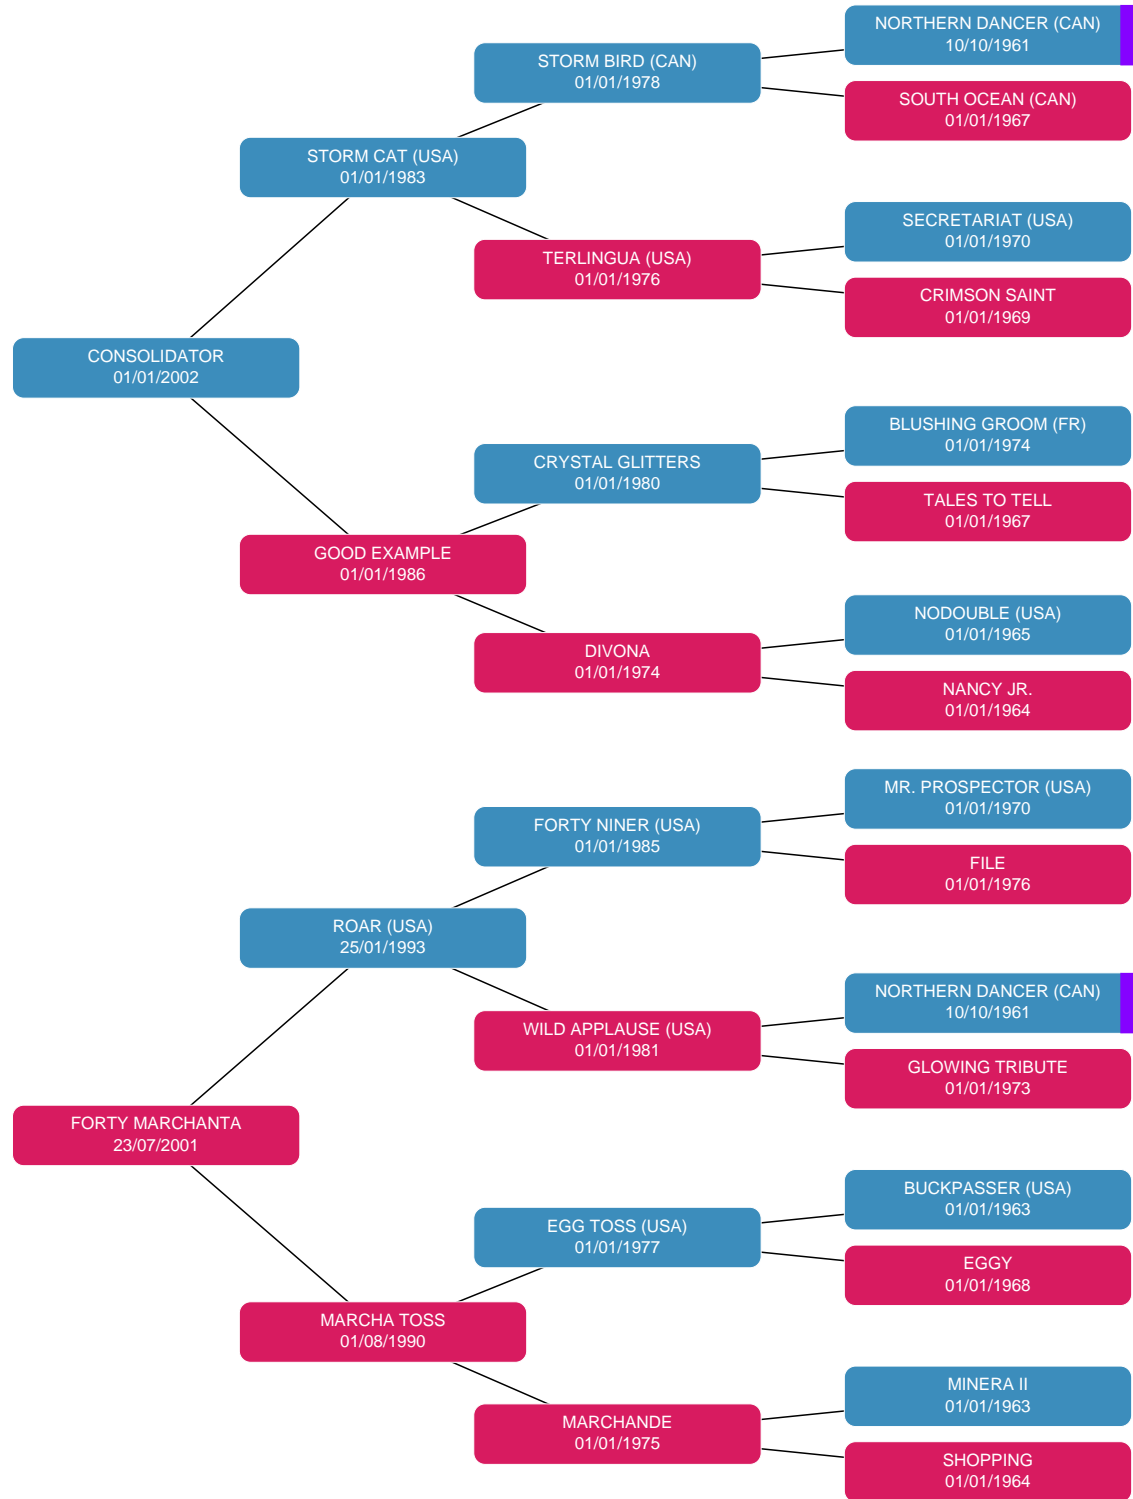 NORTHERN DANCER (CAN)
10/10/1961
STORM BIRD (CAN)
01/01/1978
SOUTH OCEAN (CAN)
01/01/1967
STORM CAT (USA)
01/01/1983
SECRETARIAT (USA)
01/01/1970
TERLINGUA (USA)
01/01/1976
CRIMSON SAINT
01/01/1969
CONSOLIDATOR
01/01/2002
BLUSHING GROOM (FR)
01/01/1974
CRYSTAL GLITTERS
01/01/1980
TALES TO TELL
01/01/1967
GOOD EXAMPLE
01/01/1986
NODOUBLE (USA)
01/01/1965
DIVONA
01/01/1974
NANCY JR.
01/01/1964
MR. PROSPECTOR (USA)
01/01/1970
FORTY NINER (USA)
01/01/1985
FILE
01/01/1976
ROAR (USA)
25/01/1993
NORTHERN DANCER (CAN)
10/10/1961
WILD APPLAUSE (USA)
01/01/1981
GLOWING TRIBUTE
01/01/1973
FORTY MARCHANTA
23/07/2001
BUCKPASSER (USA)
01/01/1963
EGG TOSS (USA)
01/01/1977
EGGY
01/01/1968
MARCHA TOSS
01/08/1990
MINERA II
01/01/1963
MARCHANDE
01/01/1975
SHOPPING
01/01/1964